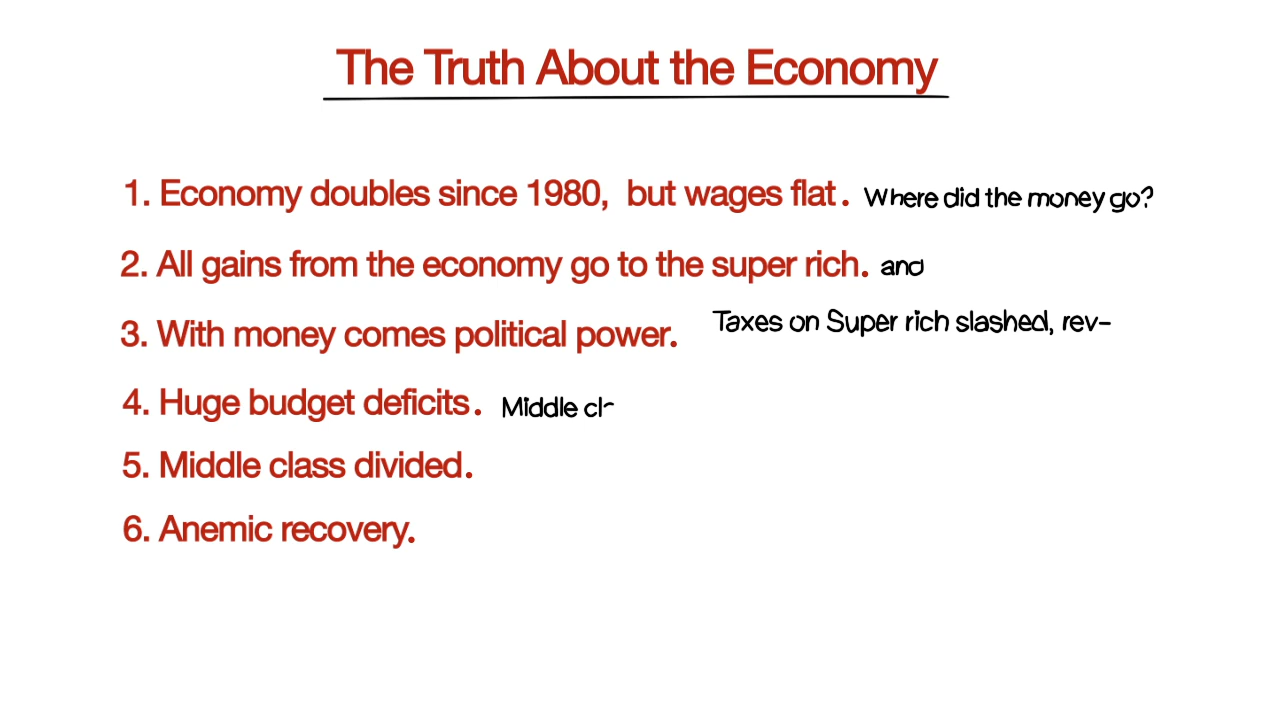 The Truth About the Economy
1. Economy doubles since 1980, but wages flat. Where did the money go?
2. All gains from the economy go to the super rich. and
3. With money comes political power. Taxes on Super rich slashed, rev-
4. Huge budget deficits. Middle cl
5. Middle class divided.
6. Anemic recovery.